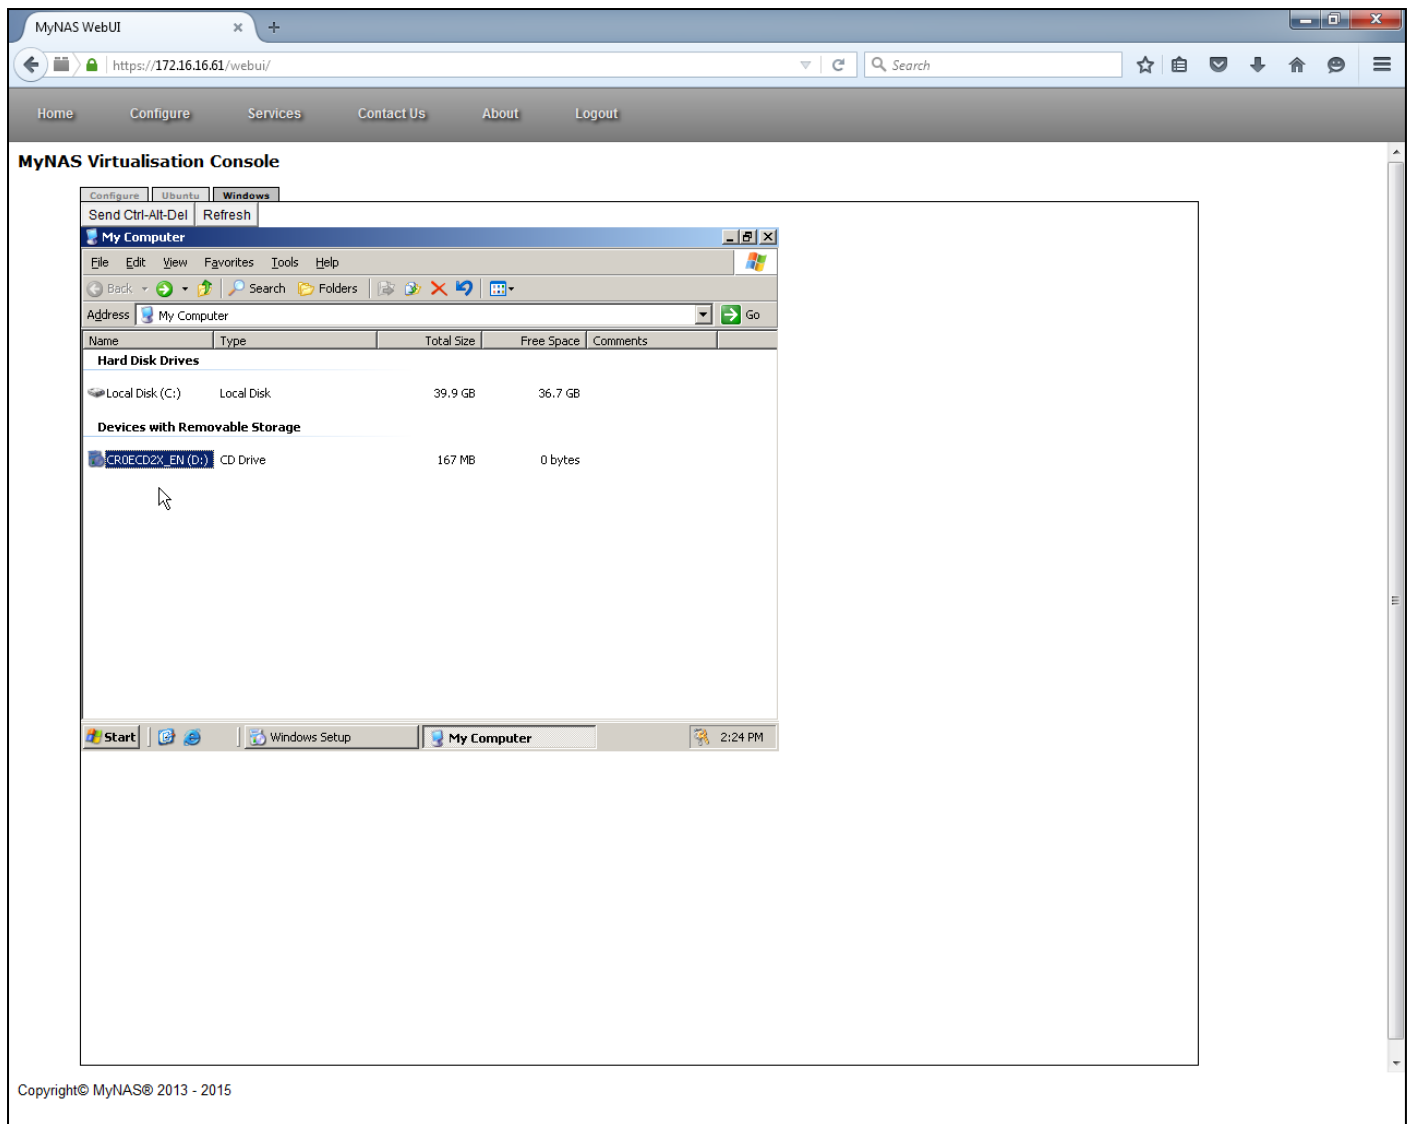 MyNAS WebUI
https://172.16.16.61/webui/
Search
Home Configure Services Contact Us About Logout
MyNAS Virtualisation Console
Configure Ubuntu Windows
Send Ctrl-Alt-Del Refresh
My Computer
File Edit View Favorites Tools Help
Back Search Folders
Address My Computer Go
Name Type Total Size Free Space Comments
Hard Disk Drives
Local Disk (C:) Local Disk 39.9 GB 36.7 GB
Devices with Removable Storage
CR0ECD2X_EN (D:) CD Drive 167 MB 0 bytes
Start Windows Setup My Computer 2:24 PM
Copyright© MyNAS® 2013 - 2015